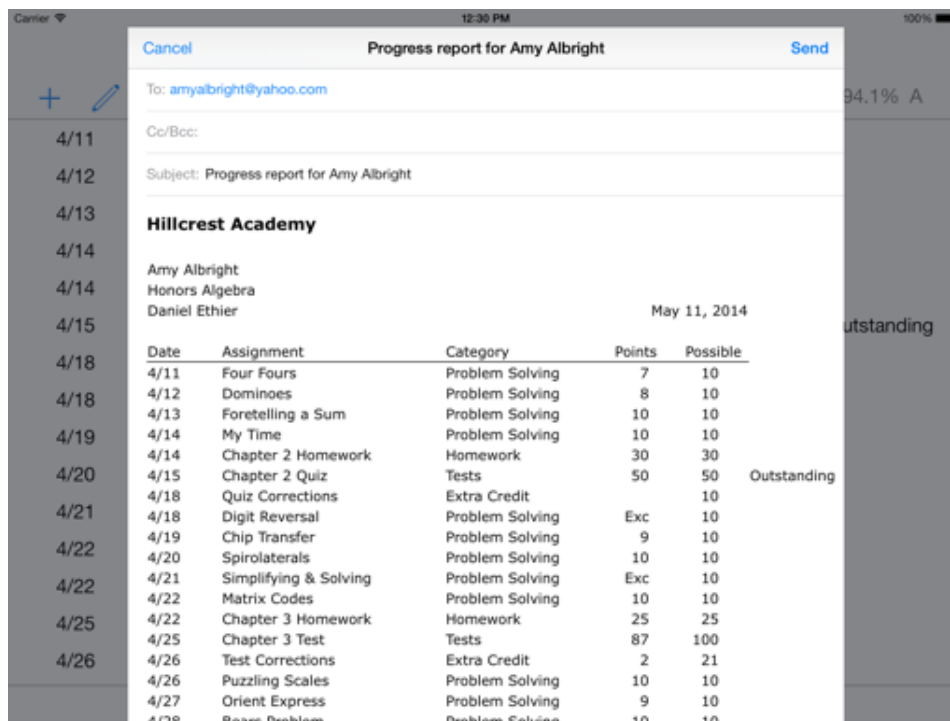 Carrier 12:30 PM 100%
Cancel Progress report for Amy Albright Send
To: amyalbright@yahoo.com
94.1% A
Cc/Bcc:
Subject: Progress report for Amy Albright
4/11
4/12
4/13
4/14
4/14
4/15 utstanding
4/18
4/18
4/19
4/20
4/21
4/22
4/22
4/25
4/26
Hillcrest Academy
Amy Albright
Honors Algebra
Daniel Ethier May 11, 2014
Date Assignment Category Points Possible
4/11 Four Fours Problem Solving 7 10
4/12 Dominoes Problem Solving 8 10
4/13 Foretelling a Sum Problem Solving 10 10
4/14 My Time Problem Solving 10 10
4/14 Chapter 2 Homework Homework 30 30
4/15 Chapter 2 Quiz Tests 50 50 Outstanding
4/18 Quiz Corrections Extra Credit 10
4/18 Digit Reversal Problem Solving Exc 10
4/19 Chip Transfer Problem Solving 9 10
4/20 Spirolaterals Problem Solving 10 10
4/21 Simplifying & Solving Problem Solving Exc 10
4/22 Matrix Codes Problem Solving 10 10
4/22 Chapter 3 Homework Homework 25 25
4/25 Chapter 3 Test Tests 87 100
4/26 Test Corrections Extra Credit 2 21
4/26 Puzzling Scales Problem Solving 10 10
4/27 Orient Express Problem Solving 9 10
4/28 Bears Problem Problem Solving 10 10